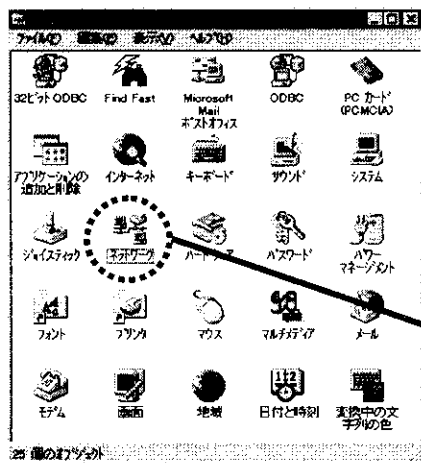 ファイル(F) 編集(E) 表示(V) ヘルプ(H)
32ビット ODBC
Find Fast
Microsoft
Mail
ポストオフィス
ODBC
PC カード
(PCMCIA)
アプリケーションの
追加と削除
インターネット
キーボード
サウンド
システム
ジョイスティック
ネットワーク
ハードウェア
パスワード
パワー
マネージメント
フォント
プリンタ
マウス
マルチメディア
メール
モデム
画面
地域
日付と時刻
変換中の文
字列の色
25 個のオブジェクト